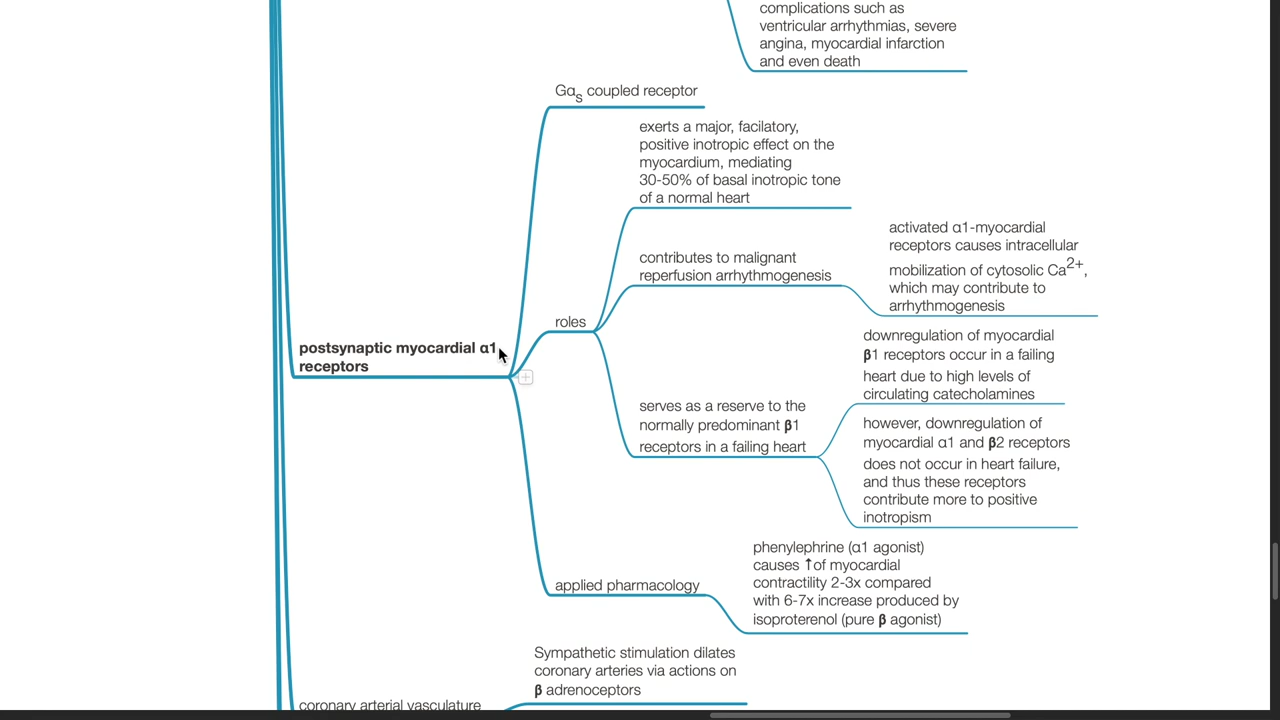 complications such as
ventricular arrhythmias, severe
angina, myocardial infarction
and even death
Gαs coupled receptor
exerts a major, facilatory,
positive inotropic effect on the
myocardium, mediating
30-50% of basal inotropic tone
of a normal heart
contributes to malignant
reperfusion arrhythmogenesis
activated α1-myocardial
receptors causes intracellular
mobilization of cytosolic Ca2+,
which may contribute to
arrhythmogenesis
roles
postsynaptic myocardial α1
receptors
serves as a reserve to the
normally predominant β1
receptors in a failing heart
downregulation of myocardial
β1 receptors occur in a failing
heart due to high levels of
circulating catecholamines
however, downregulation of
myocardial α1 and β2 receptors
does not occur in heart failure,
and thus these receptors
contribute more to positive
inotropism
applied pharmacology
phenylephrine (α1 agonist)
causes ↑of myocardial
contractility 2-3x compared
with 6-7x increase produced by
isoproterenol (pure β agonist)
Sympathetic stimulation dilates
coronary arteries via actions on
β adrenoceptors
coronary arterial vasculature